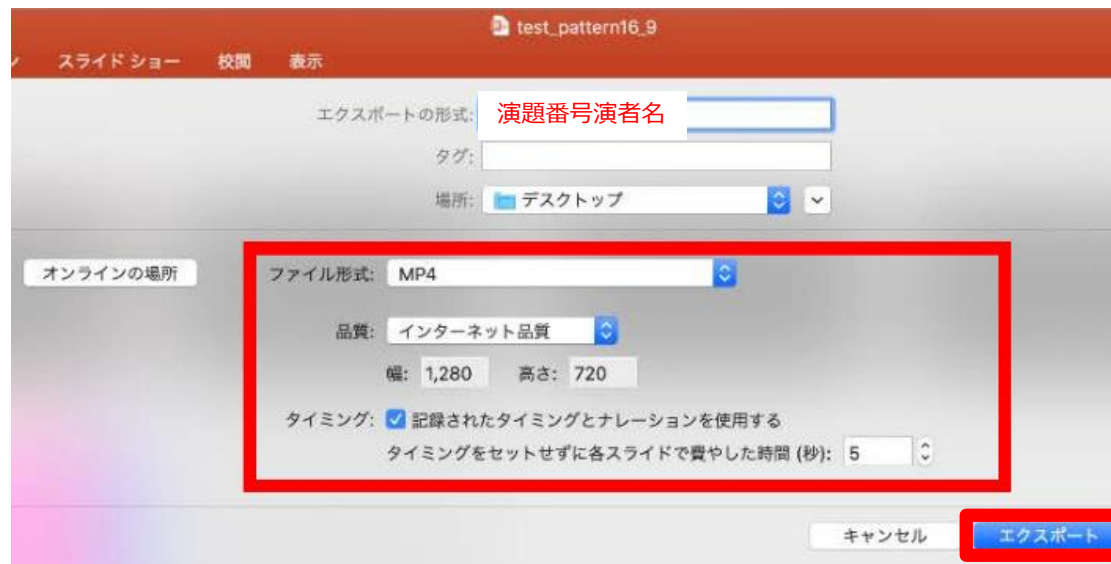 test_pattern16_9
スライド ショー 校閲 表示
エクスポートの形式: 演題番号演者名
タグ:
場所: デスクトップ
オンラインの場所
ファイル形式: MP4
品質: インターネット品質
幅: 1,280 高さ: 720
タイミング: 記録されたタイミングとナレーションを使用する
タイミングをセットせずに各スライドで費やした時間 (秒): 5
キャンセル エクスポート